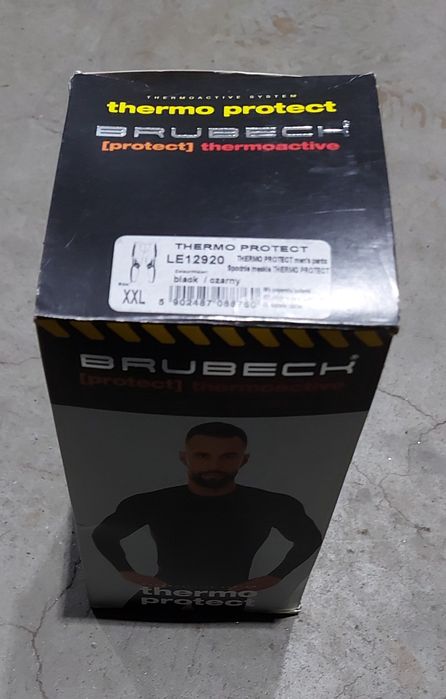 THERMOACTIVE SYSTEM
thermo protect
BRUBECK
[protect] thermoactive
THERMO PROTECT
LE12920 THERMO PROTECT men's pants
Spodnie męskie THERMO PROTECT
black / czarny
XXL
BRUBECK
[protect] thermoactive
thermo
protect